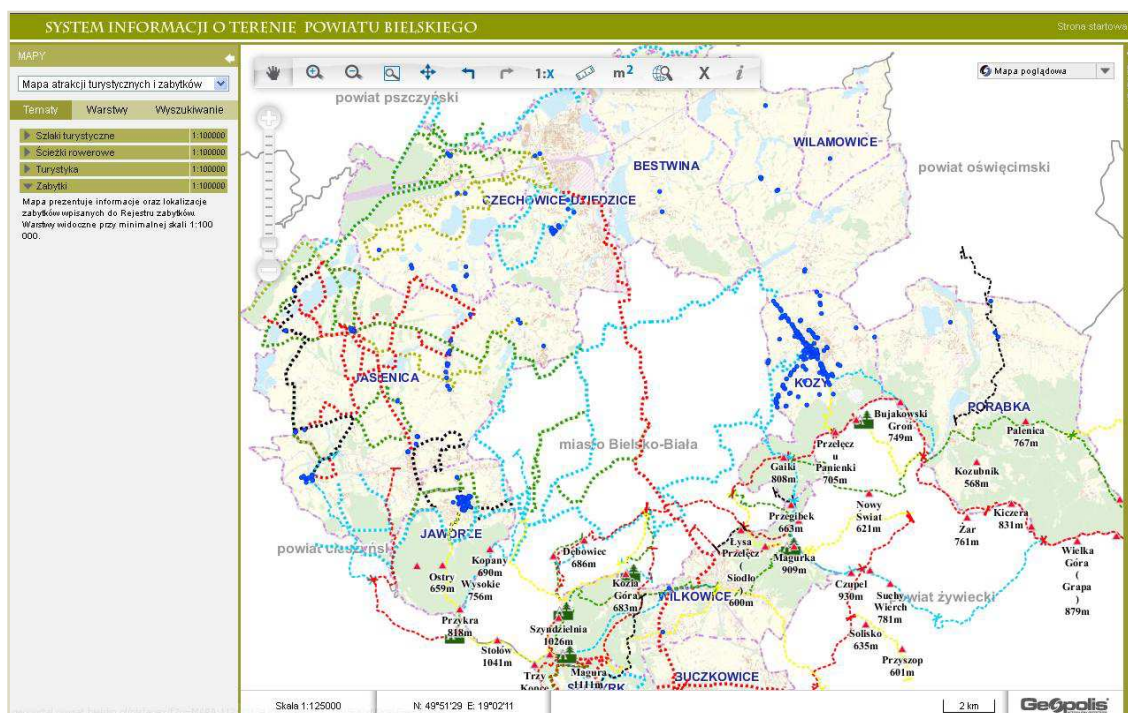 SYSTEM INFORMACJI O TERENIE POWIATU BIELSKIEGO
Strona startowa
MAPY
Mapa atrakcji turystycznych i zabytków
Tematy Warstwy Wyszukiwanie
Szlaki turystyczne 1:100000
Ścieżki rowerowe 1:100000
Turystyka 1:100000
Zabytki 1:100000
Mapa prezentuje informacje oraz lokalizacje
zabytków wpisanych do Rejestru zabytków.
Warstwy widoczne przy minimalnej skali 1:100
000.
1:X m² X i
Mapa poglądowa
powiat pszczyński
WILAMOWICE
BESTWINA
powiat oświęcimski
CZECHOWICE-DZIEDZICE
JASIENICA
KOZY
PORĄBKA
Bujakowski
Groń
749m
Palenica
767m
Przełęcz
u
Panienki
705m
miasto Bielsko-Biała
Gaiki
808m
Kozubnik
568m
Nowy
Świat
621m
Przegibek
663m
Kiczera
831m
Żar
761m
JAWORZE
powiat cieszyński
Kopany
690m
Wysokie
756m
Ostry
659m
Dębowiec
686m
Łysa
Przełęcz
(
Siodło
)
600m
Magurka
909m
Wielka
Góra
(
Grapa
)
879m
Kozia
Góra
683m
WILKOWICE
Czupel
930m
Suchy
Wierch
781m
powiat żywiecki
Przykra
818m
Szyndzielnia
1026m
Solisko
635m
Stołów
1041m
Przyszop
601m
Trzy
Kopce
Magura
1111m
BUCZKOWICE
Skala 1:125000
N: 49°51'29 E: 19°02'11
2 km
Geopolis